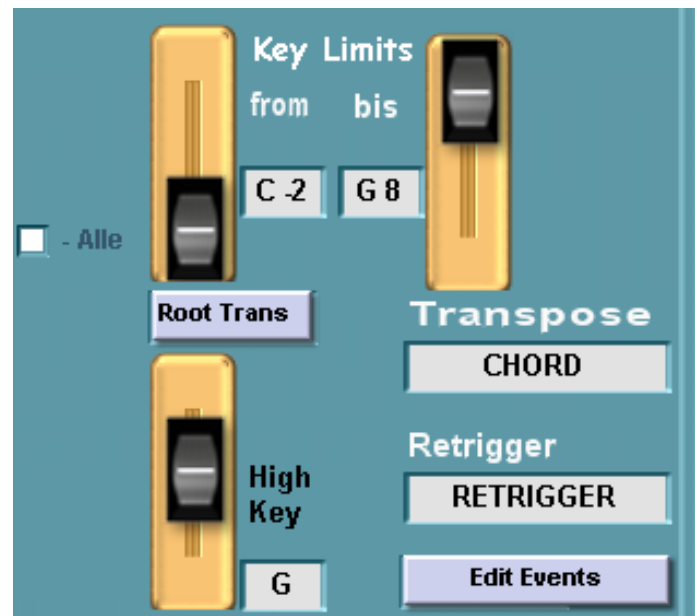 Key Limits
from bis
C -2 G 8
- Alle
Root Trans
Transpose
CHORD
Retrigger
High
Key
RETRIGGER
G
Edit Events